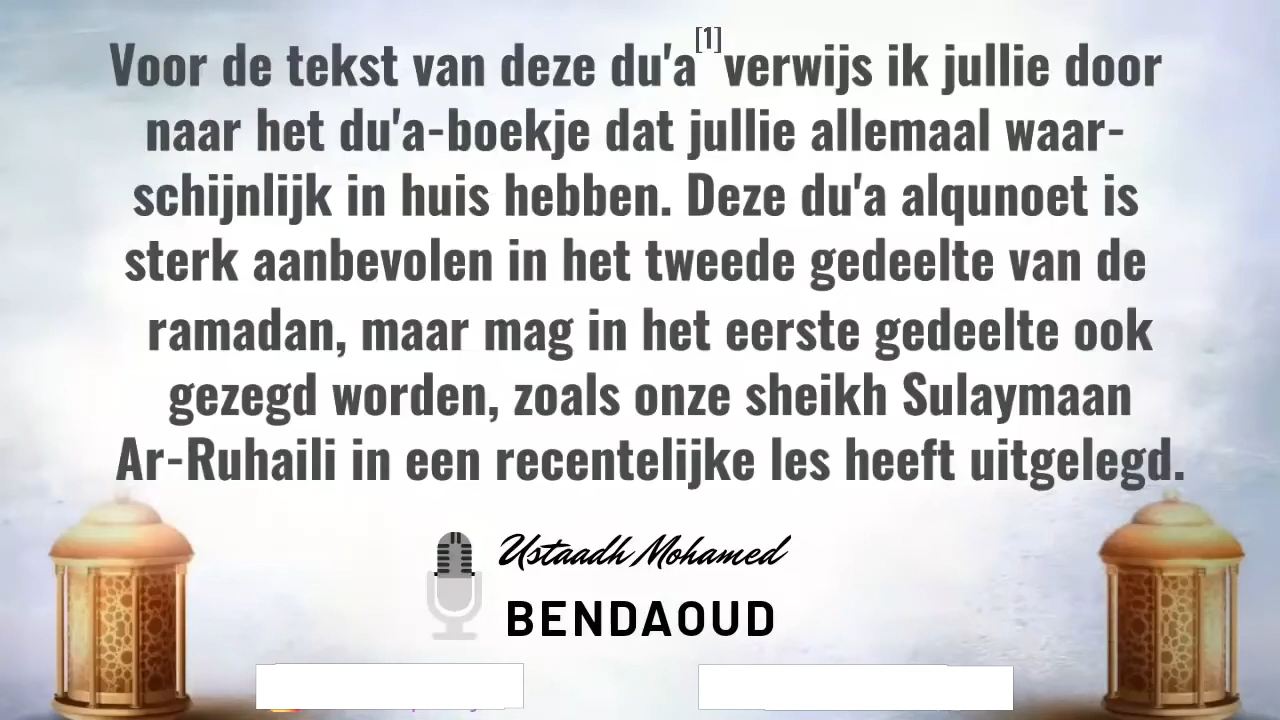 Voor de tekst van deze du'a[1] verwijs ik jullie door
naar het du'a-boekje dat jullie allemaal waar-
schijnlijk in huis hebben. Deze du'a alqunoet is
sterk aanbevolen in het tweede gedeelte van de
ramadan, maar mag in het eerste gedeelte ook
gezegd worden, zoals onze sheikh Sulaymaan
Ar-Ruhaili in een recentelijke les heeft uitgelegd.
Ustaadh Mohamed
BENDAOUD